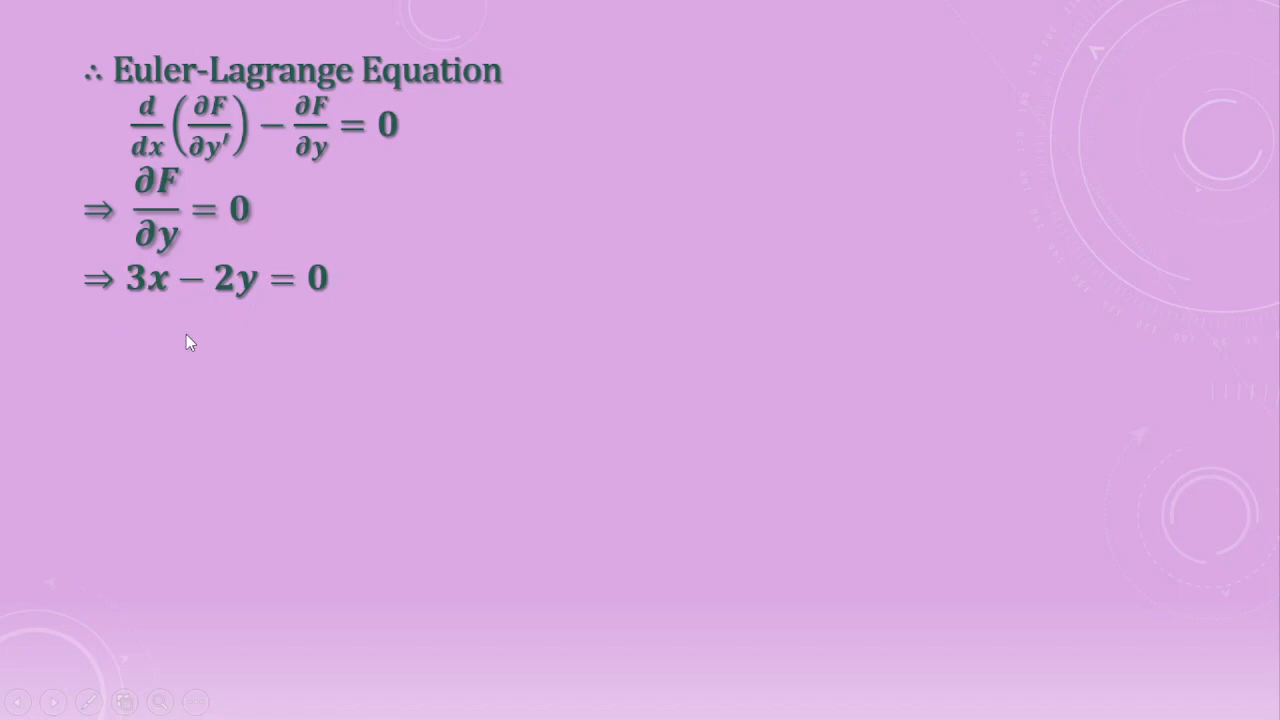 ∴ Euler-Lagrange Equation
d/dx (∂F/∂y′) − ∂F/∂y = 0
⇒ ∂F/∂y = 0
⇒ 3x − 2y = 0